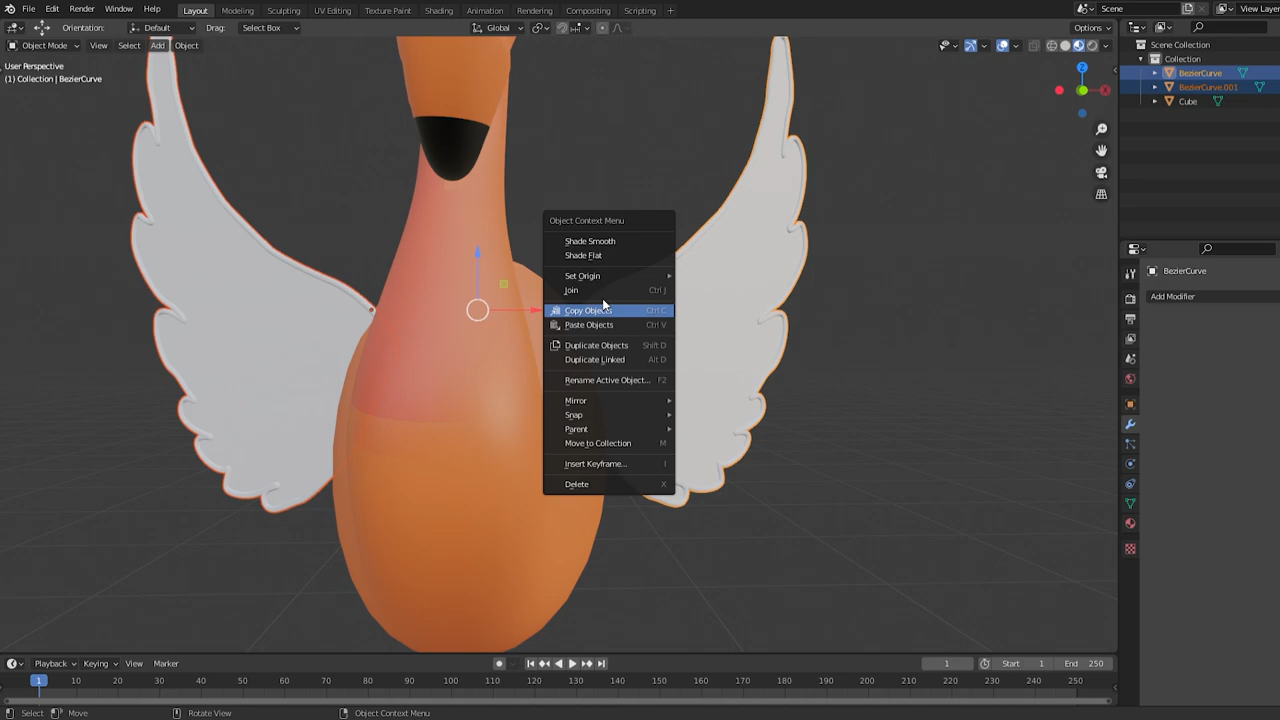 File Edit Render Window Help Layout Modeling Sculpting UV Editing Texture Paint Shading Animation Rendering Compositing Scripting + Scene View Layer
Orientation: Default Drag: Select Box Global Options
Object Mode View Select Add Object
User Perspective
(1) Collection | BezierCurve
Z
X
Scene Collection
Collection
BezierCurve
BezierCurve.001
Cube
BezierCurve
Add Modifier
Object Context Menu
Shade Smooth
Shade Flat
Set Origin
Join Ctrl J
Copy Objects Ctrl C
Paste Objects Ctrl V
Duplicate Objects Shift D
Duplicate Linked Alt D
Rename Active Object... F2
Mirror
Snap
Parent
Move to Collection M
Insert Keyframe... I
Delete X
Playback Keying View Marker 1 Start 1 End 250
1 10 20 30 40 50 60 70 80 90 100 110 120 130 140 150 160 170 180 190 200 210 220 230 240 250
Select Move Rotate View Object Context Menu